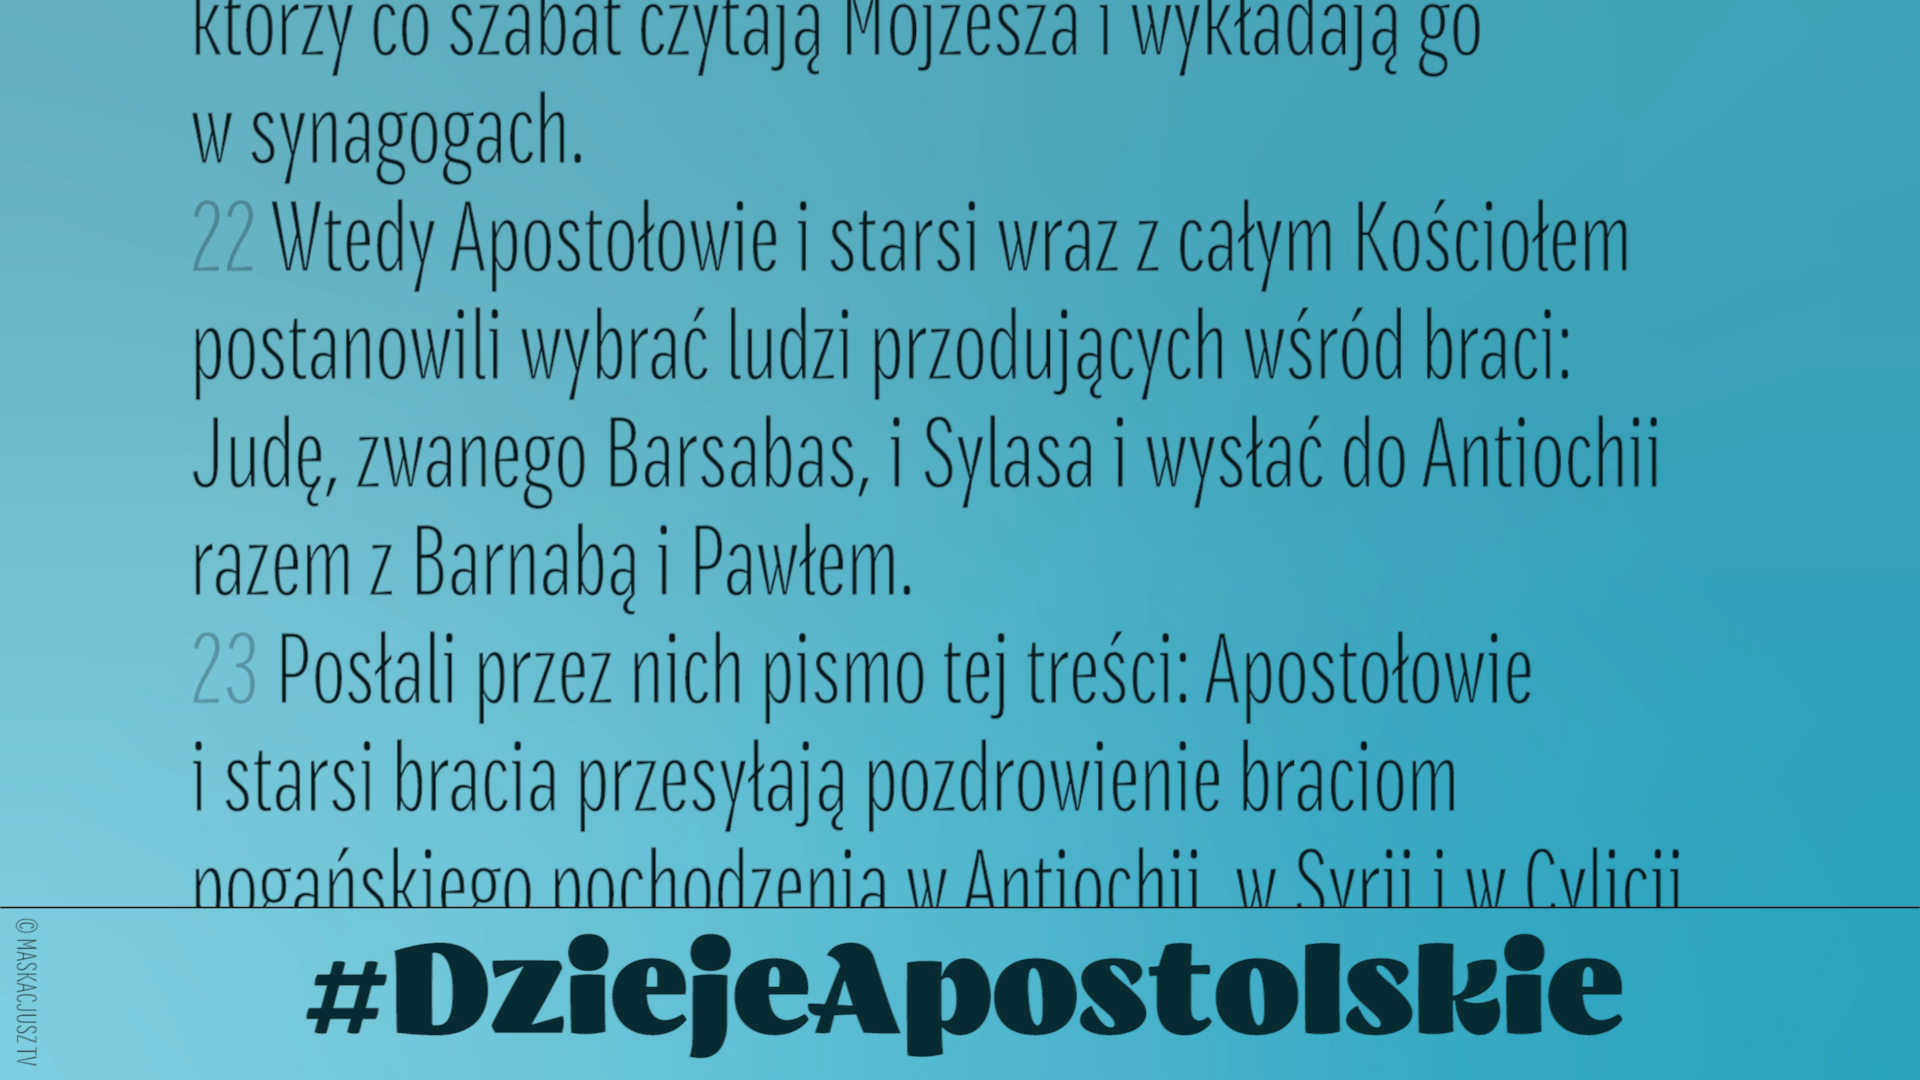 którzy co szabat czytają Mojżesza i wykładają go
w synagogach.
22 Wtedy Apostołowie i starsi wraz z całym Kościołem
postanowili wybrać ludzi przodujących wśród braci:
Judę, zwanego Barsabas, i Sylasa i wysłać do Antiochii
razem z Barnabą i Pawłem.
23 Posłali przez nich pismo tej treści: Apostołowie
i starsi bracia przesyłają pozdrowienie braciom
pogańskiego pochodzenia w Antiochii, w Syrii i w Cylicji
#DziejeApostolskie
© MASKACJUSZ TV